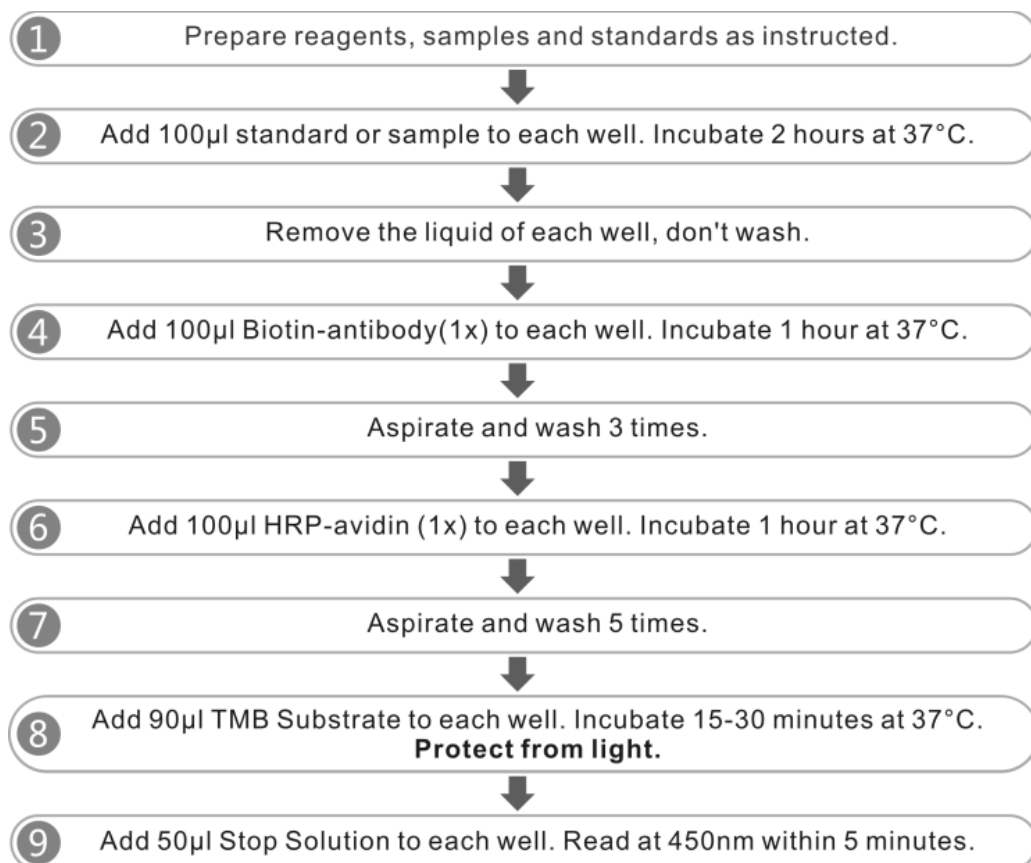 1 Prepare reagents, samples and standards as instructed.
2 Add 100µl standard or sample to each well. Incubate 2 hours at 37°C.
3 Remove the liquid of each well, don't wash.
4 Add 100µl Biotin-antibody(1x) to each well. Incubate 1 hour at 37°C.
5 Aspirate and wash 3 times.
6 Add 100µl HRP-avidin (1x) to each well. Incubate 1 hour at 37°C.
7 Aspirate and wash 5 times.
8 Add 90µl TMB Substrate to each well. Incubate 15-30 minutes at 37°C.
Protect from light.
9 Add 50µl Stop Solution to each well. Read at 450nm within 5 minutes.